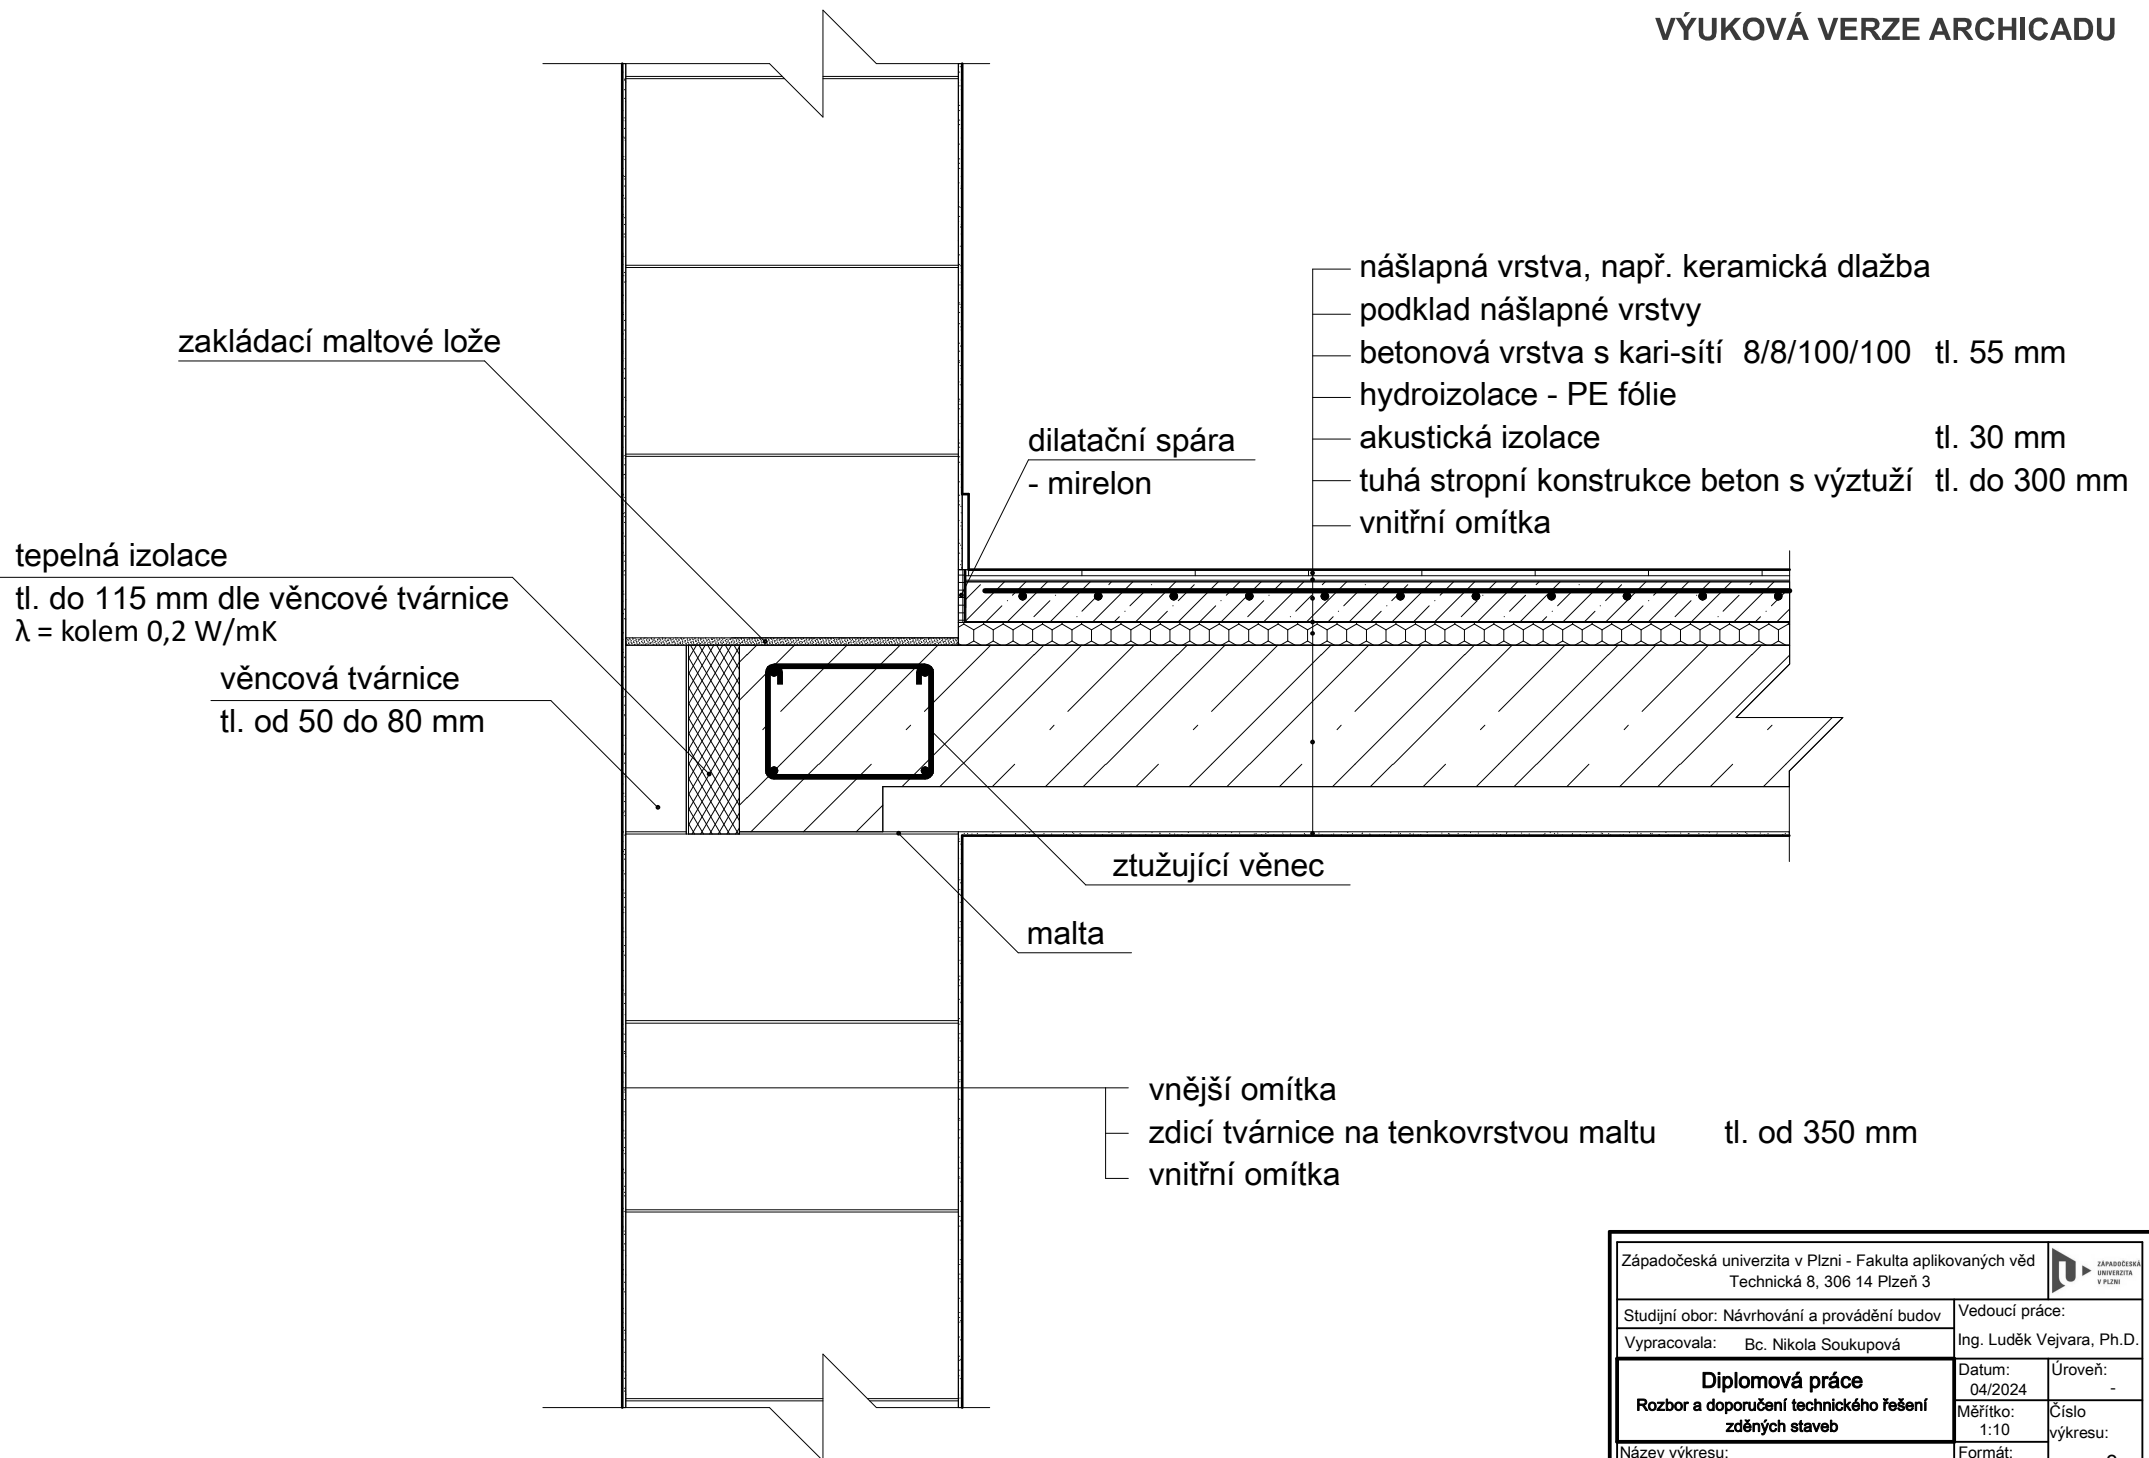 VÝUKOVÁ VERZE ARCHICADU
nášlapná vrstva, např. keramická dlažba
podklad nášlapné vrstvy
betonová vrstva s kari-sítí 8/8/100/100 tl. 55 mm
hydroizolace - PE fólie
akustická izolace tl. 30 mm
tuhá stropní konstrukce beton s výztuží tl. do 300 mm
vnitřní omítka
zakládací maltové lože
dilatační spára
- mirelon
tepelná izolace
tl. do 115 mm dle věncové tvárnice
λ = kolem 0,2 W/mK
věncová tvárnice
tl. od 50 do 80 mm
ztužující věnec
malta
vnější omítka
zdicí tvárnice na tenkovrstvou maltu tl. od 350 mm
vnitřní omítka
Západočeská univerzita v Plzni - Fakulta aplikovaných věd
Technická 8, 306 14 Plzeň 3
ZÁPADOČESKÁ
UNIVERZITA
V PLZNI
Studijní obor: Návrhování a provádění budov
Vedoucí práce:
Ing. Luděk Vejvara, Ph.D.
Vypracovala: Bc. Nikola Soukupová
Diplomová práce
Rozbor a doporučení technického řešení
zděných staveb
Datum:
04/2024
Úroveň:
-
Měřítko:
1:10
Číslo
výkresu:
Název výkresu:
Formát: